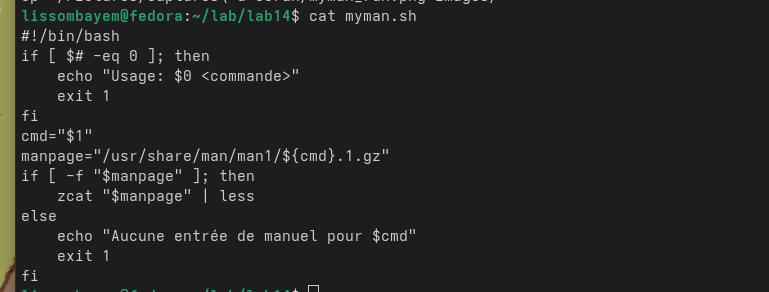 lissombayem@fedora:~/lab/lab14$ cat myman.sh
#!/bin/bash
if [ $# -eq 0 ]; then
    echo "Usage: $0 <commande>"
    exit 1
fi
cmd="$1"
manpage="/usr/share/man/man1/${cmd}.1.gz"
if [ -f "$manpage" ]; then
    zcat "$manpage" | less
else
    echo "Aucune entrée de manuel pour $cmd"
    exit 1
fi